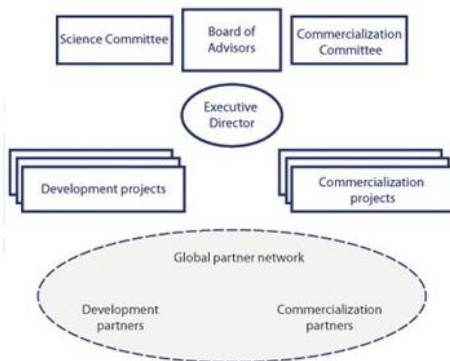 Science Committee
Board of
Advisors
Commercialization
Committee
Executive
Director
Development projects
Commercialization
projects
Global partner network
Development
partners
Commercialization
partners